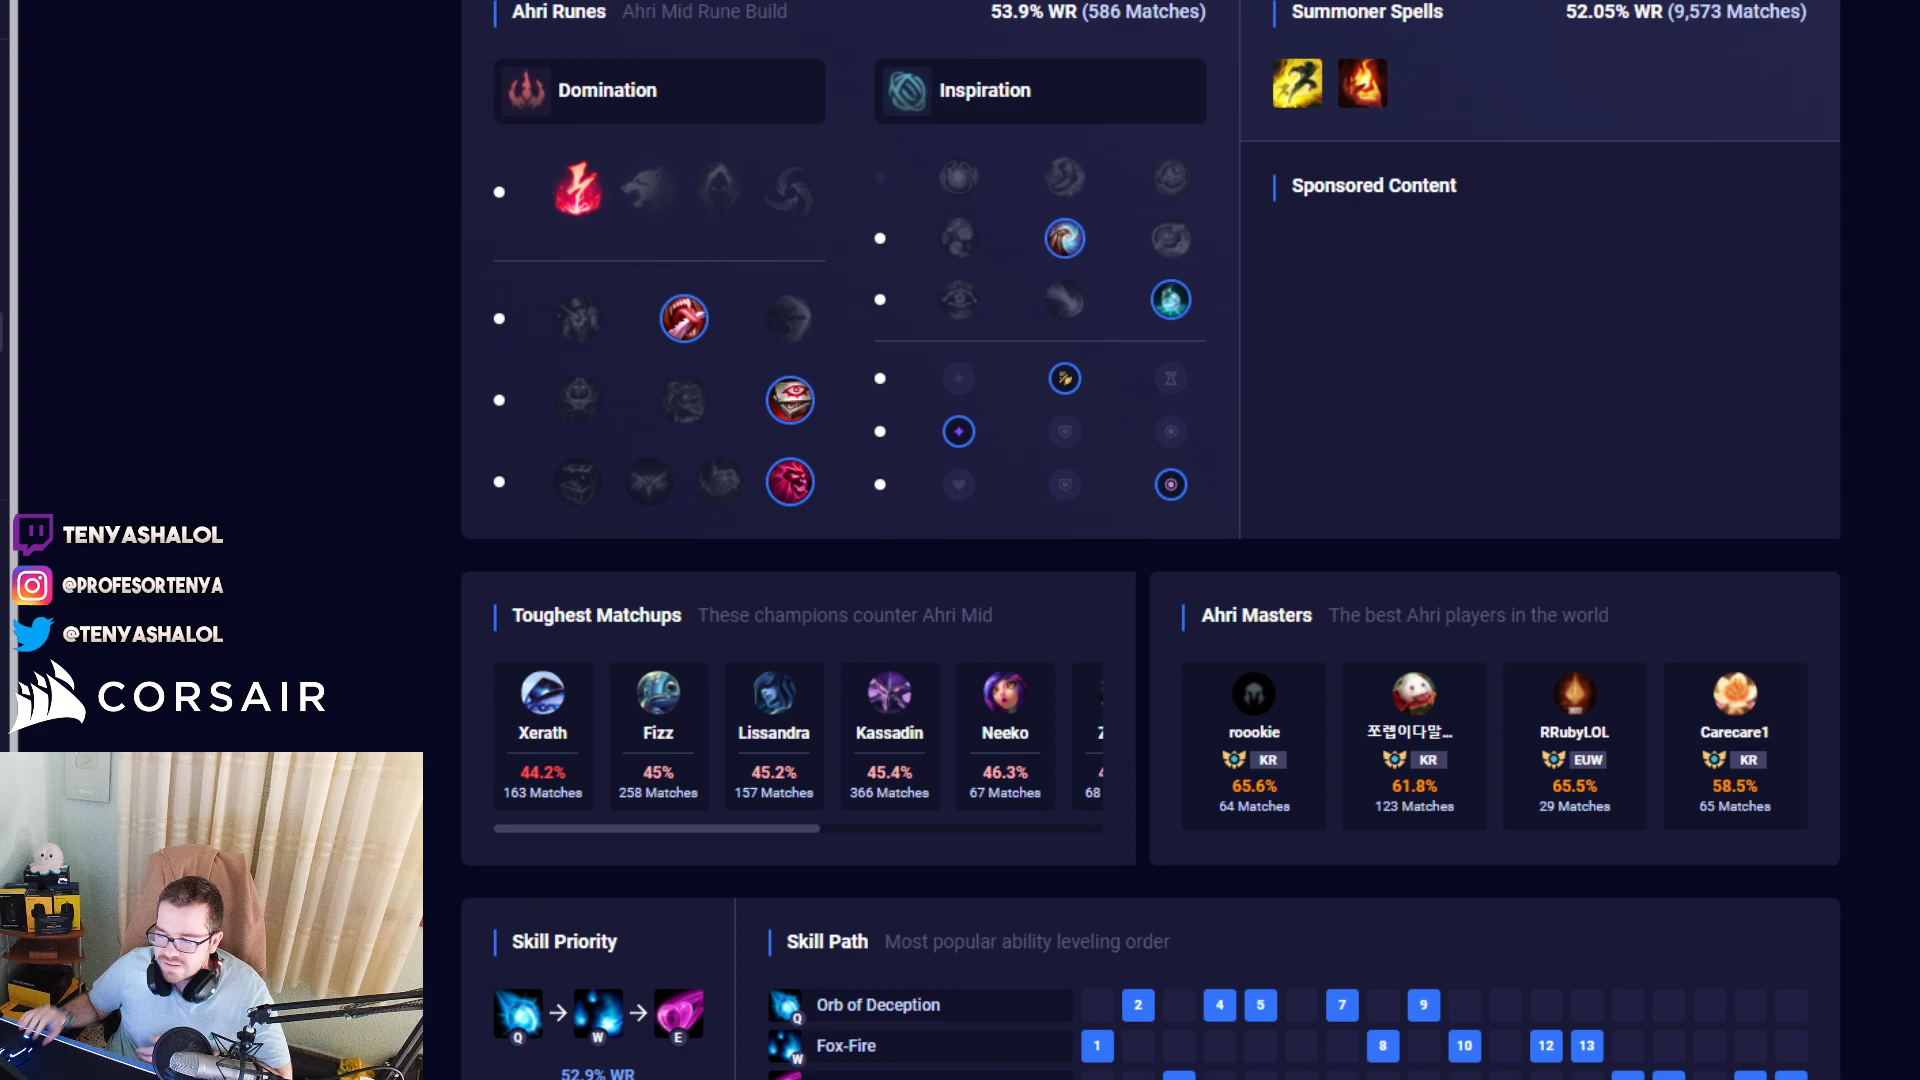 Ahri Runes Ahri Mid Rune Build 53.9% WR (586 Matches)
Summoner Spells 52.05% WR (9,573 Matches)
Domination
Inspiration
Sponsored Content
TENYASHALOL
@PROFESORTENYA
@TENYASHALOL
CORSAIR
Toughest Matchups These champions counter Ahri Mid
Xerath Fizz Lissandra Kassadin Neeko
44.2% 45% 45.2% 45.4% 46.3%
163 Matches 258 Matches 157 Matches 366 Matches 67 Matches 68
Ahri Masters The best Ahri players in the world
roookie 쪼렙이다말... RRubyLOL Carecare1
KR KR EUW KR
65.6% 61.8% 65.5% 58.5%
64 Matches 123 Matches 29 Matches 65 Matches
Skill Priority
Q W E
52.9% WR
Skill Path Most popular ability leveling order
Q Orb of Deception 2 4 5 7 9
W Fox-Fire 1 8 10 12 13